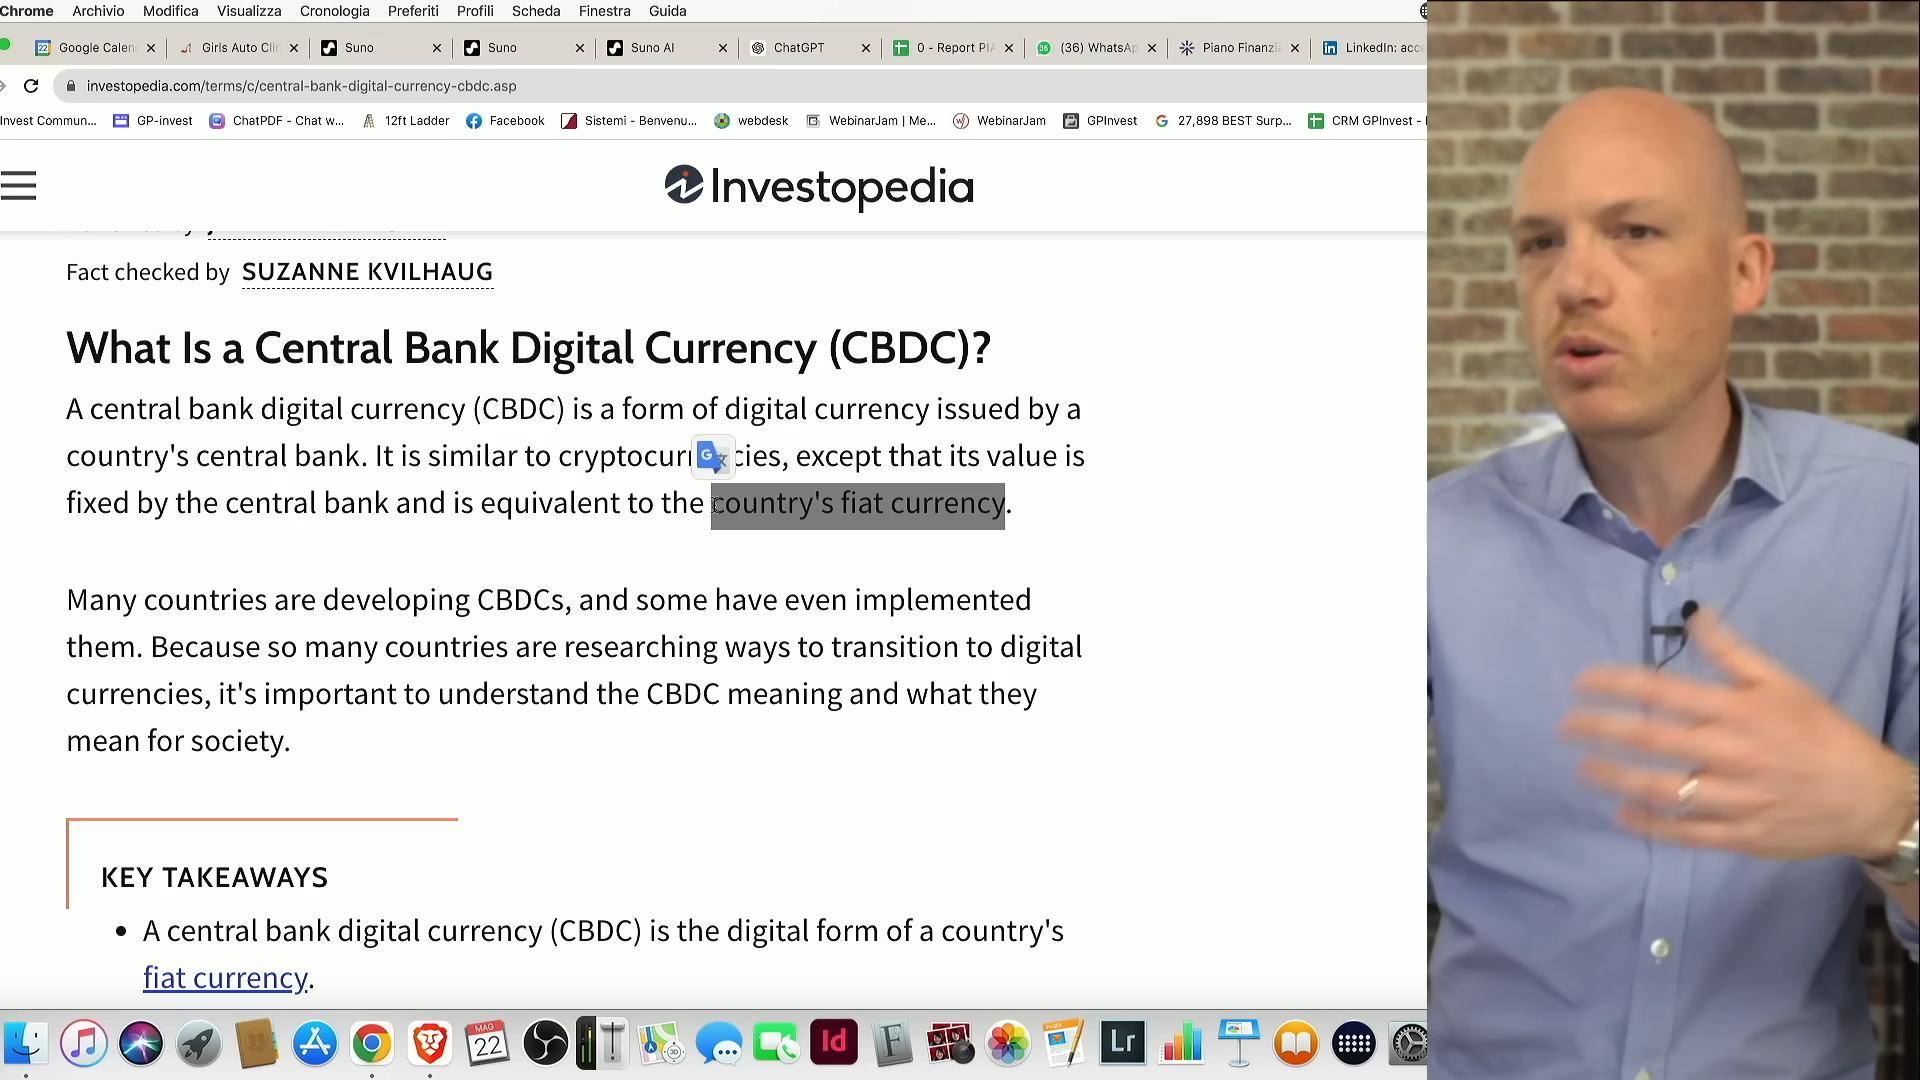 Chrome Archivio Modifica Visualizza Cronologia Preferiti Profili Scheda Finestra Guida
Google Calen Girls Auto Clin Suno Suno Suno AI ChatGPT 0 - Report PIA (36) WhatsAp Piano Finanzia LinkedIn: acc
investopedia.com/terms/c/central-bank-digital-currency-cbdc.asp
Invest Commun... GP-invest ChatPDF - Chat w... 12ft Ladder Facebook Sistemi - Benvenu... webdesk WebinarJam | Me... WebinarJam GPInvest 27,898 BEST Surp... CRM GPInvest -
Investopedia
Fact checked by SUZANNE KVILHAUG
What Is a Central Bank Digital Currency (CBDC)?
A central bank digital currency (CBDC) is a form of digital currency issued by a
country's central bank. It is similar to cryptocurr cies, except that its value is
fixed by the central bank and is equivalent to the country's fiat currency.
Many countries are developing CBDCs, and some have even implemented
them. Because so many countries are researching ways to transition to digital
currencies, it's important to understand the CBDC meaning and what they
mean for society.
KEY TAKEAWAYS
• A central bank digital currency (CBDC) is the digital form of a country's
fiat currency.
MAG
22
Id
F
PAGES
Lr